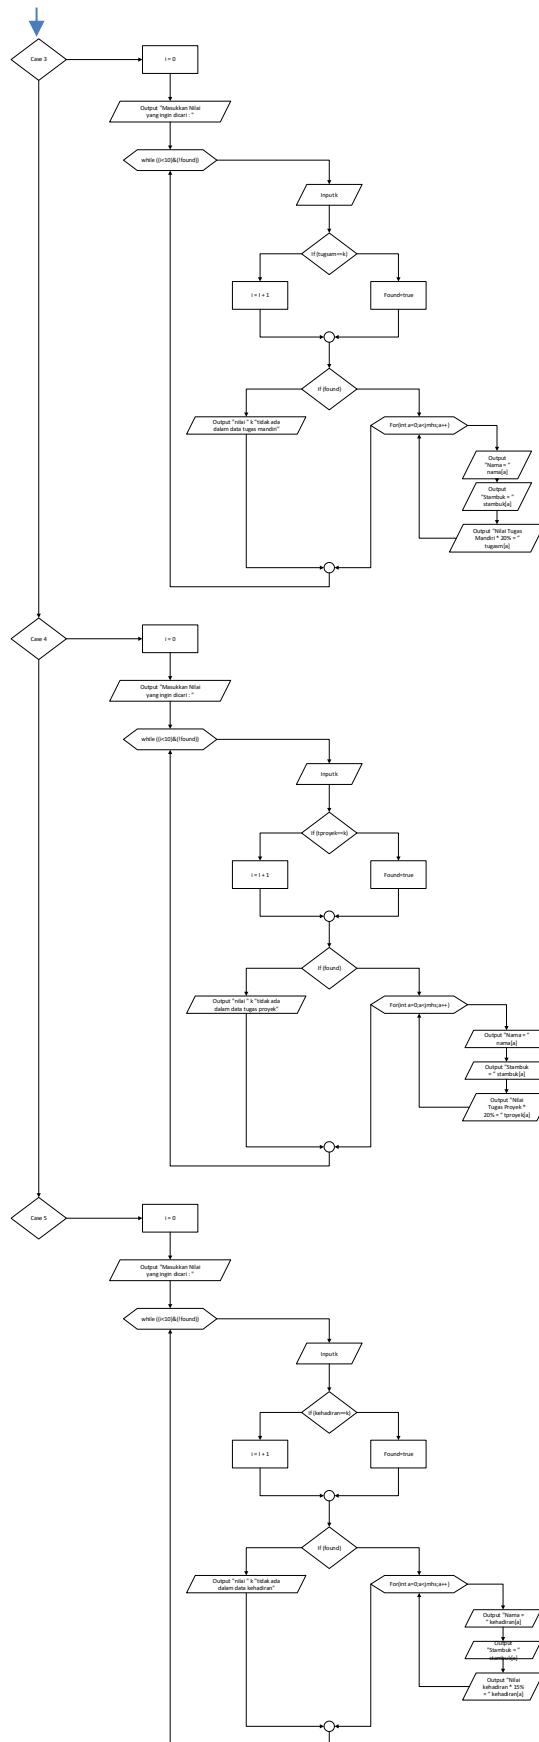 Case 3
i = 0
Output "Masukkan Nilai
yang ingin dicari : "
while ((i<10)&(!found))
Input k
If (tugsam==k)
i = I + 1
Found=true
If (found)
Output "nilai " k "tidak ada
dalam data tugas mandiri"
For(int a=0;a<jmhs;a++)
Output
"Nama = "
nama[a]
Output
"Stambuk = "
stambuk[a]
Output "Nilai Tugas
Mandiri * 20% = "
tugasm[a]
Case 4
i = 0
Output "Masukkan Nilai
yang ingin dicari : "
while ((i<10)&(!found))
Input k
If (tproyek==k)
i = I + 1
Found=true
If (found)
Output "nilai " k "tidak ada
dalam data tugas proyek"
For(int a=0;a<jmhs;a++)
Output "Nama = "
nama[a]
Output "Stambuk
= " stambuk[a]
Output "Nilai
Tugas Proyek *
20% = " tproyek[a]
Case 5
i = 0
Output "Masukkan Nilai
yang ingin dicari : "
while ((i<10)&(!found))
Input k
If (kehadiran==k)
i = I + 1
Found=true
If (found)
Output "nilai " k "tidak ada
dalam data kehadiran"
For(int a=0;a<jmhs;a++)
Output "Nama =
" kehadiran[a]
Output
"Stambuk = "
stambuk[a]
Output "Nilai
kehadiran * 15%
= " kehadiran[a]